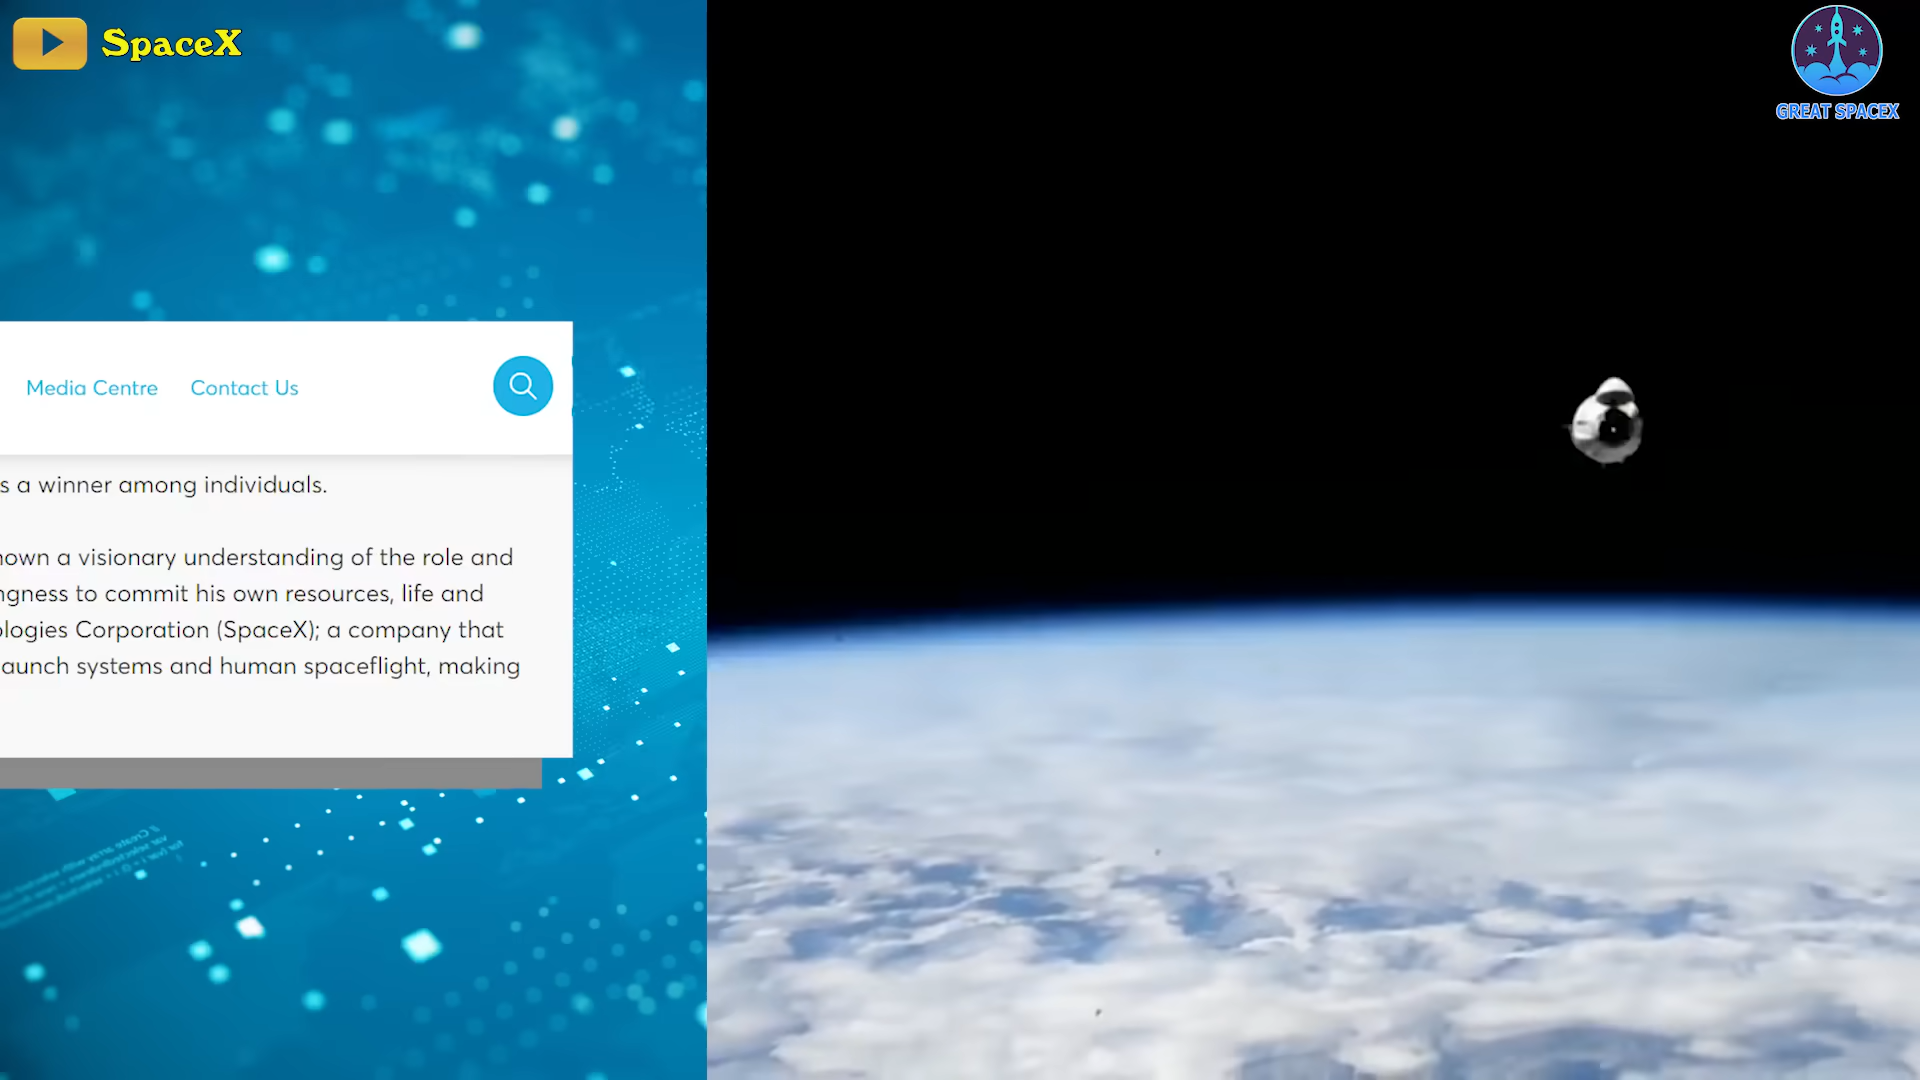 SpaceX
GREAT SPACEX
Media Centre Contact Us
s a winner among individuals.
own a visionary understanding of the role and
ngness to commit his own resources, life and
ologies Corporation (SpaceX); a company that
aunch systems and human spaceflight, making